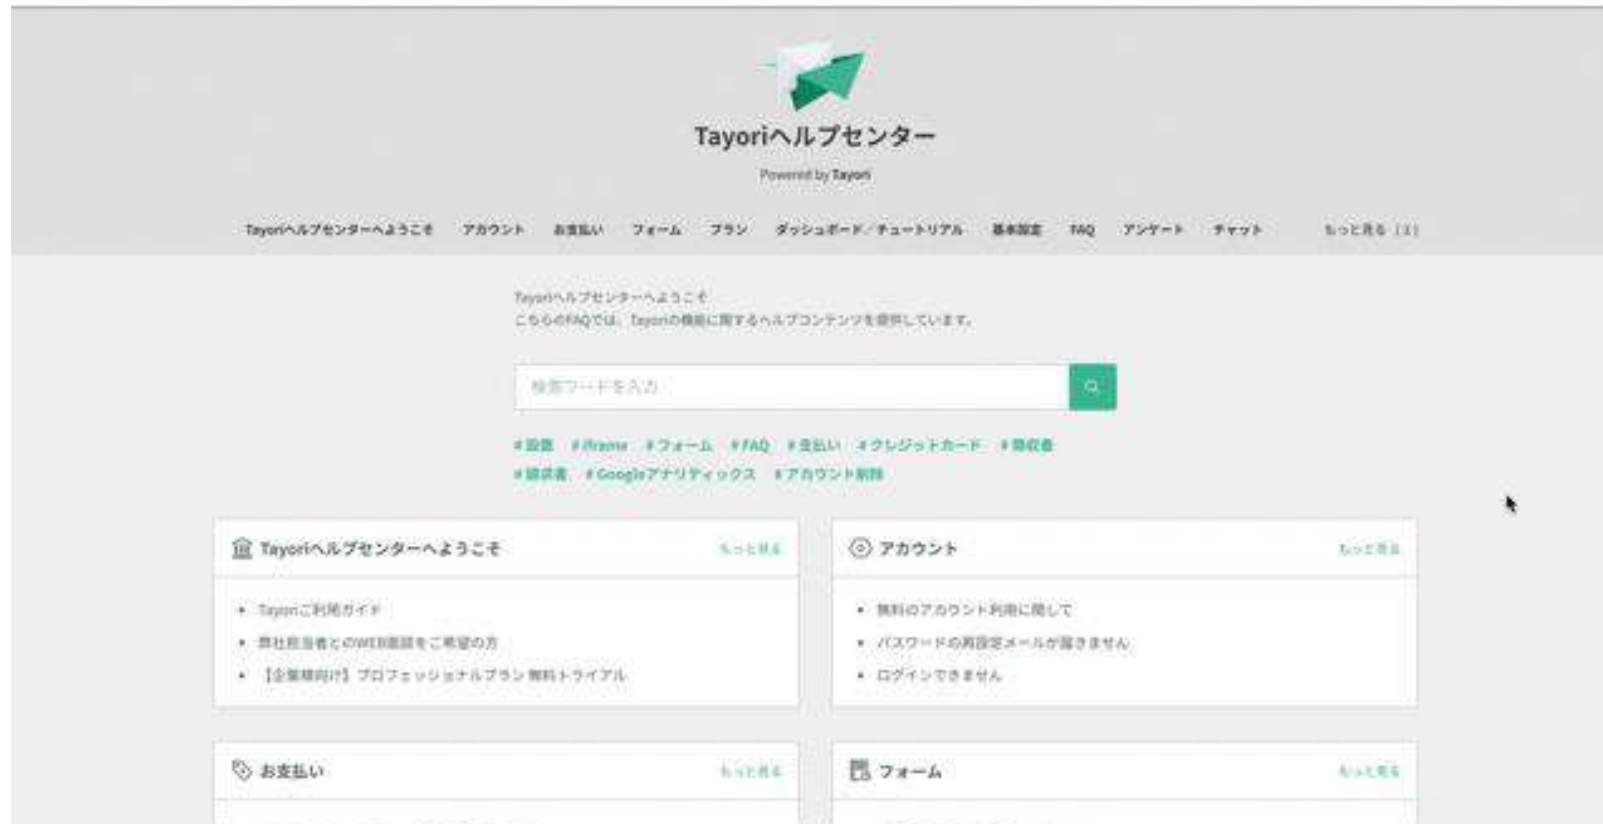 Tayoriヘルプセンター
Powered by Tayori
Tayoriヘルプセンターへようこそ アカウント お支払い フォーム プラン ダッシュボード／チュートリアル 基本設定 FAQ アンケート チャット もっと見る
Tayoriヘルプセンターへようこそ
こちらのFAQでは、Tayoriの機能に関するヘルプコンテンツを提供しています。
検索ワードを入力
#設置 #iframe #フォーム #FAQ #支払い #クレジットカード #領収書
#請求書 #Googleアナリティックス #アカウント削除
Tayoriヘルプセンターへようこそ もっと見る
• Tayoriご利用ガイド
• 弊社担当者とのWEB面談をご希望の方
• 【企業様向け】プロフェッショナルプラン 無料トライアル
アカウント もっと見る
• 無料のアカウント利用に関して
• パスワードの再設定メールが届きません
• ログインできません
お支払い もっと見る
フォーム もっと見る